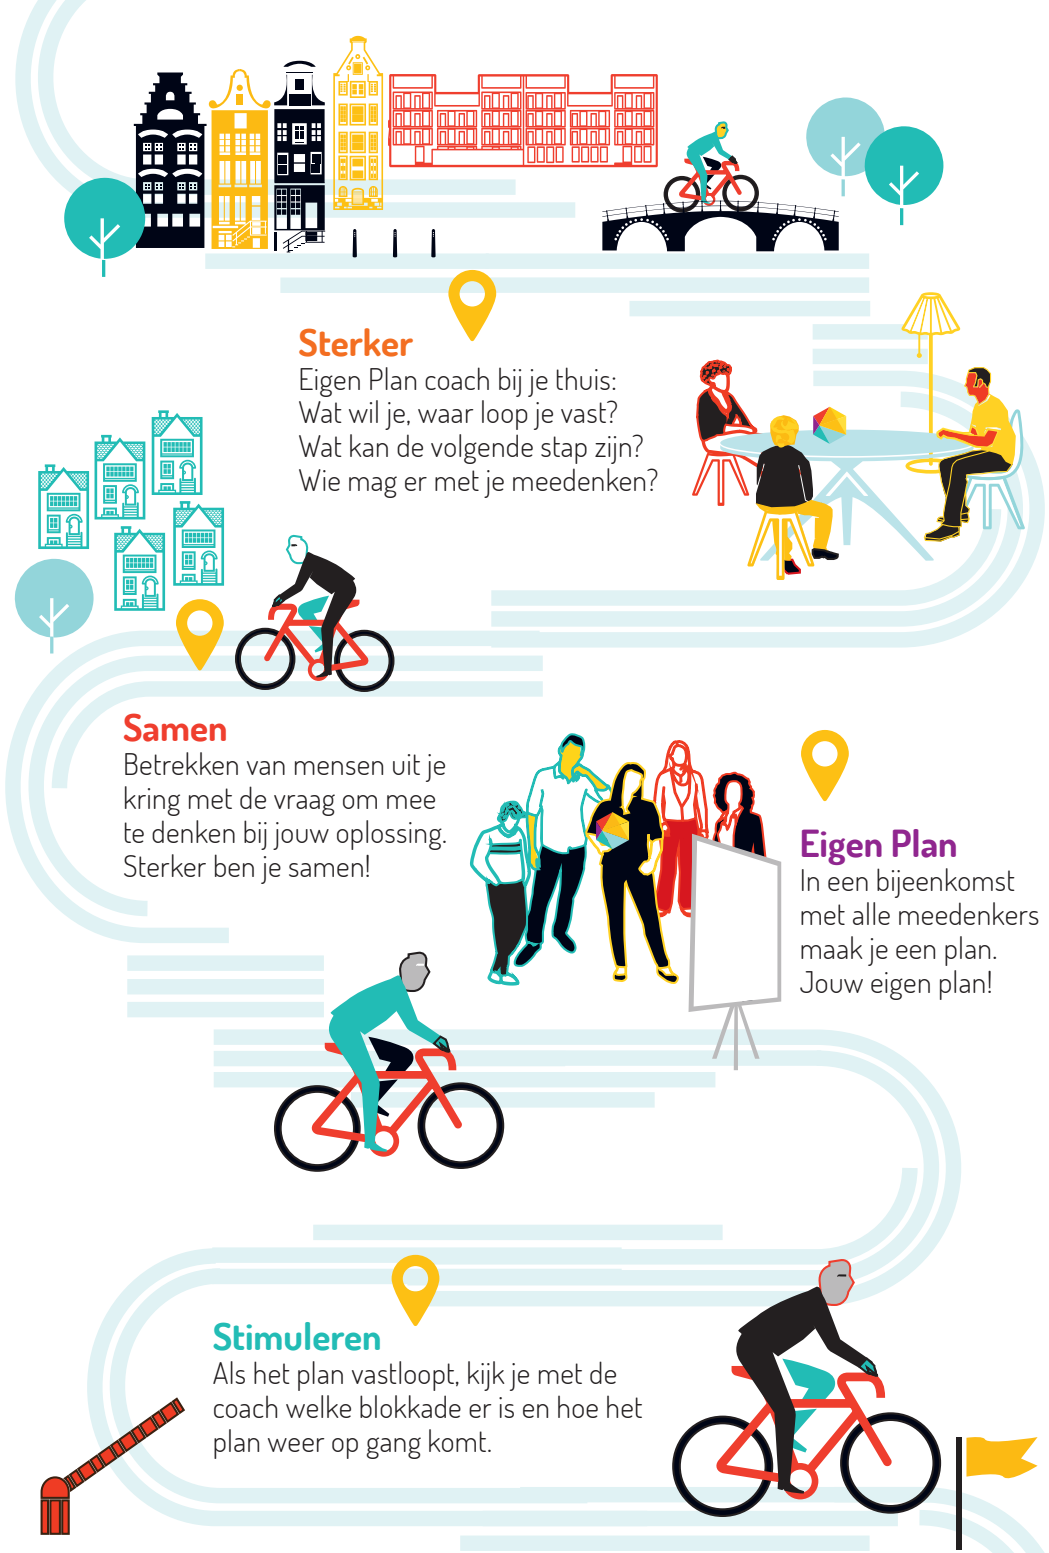 Sterker
Eigen Plan coach bij je thuis:
Wat wil je, waar loop je vast?
Wat kan de volgende stap zijn?
Wie mag er met je meedenken?
Samen
Betrekken van mensen uit je
kring met de vraag om mee
te denken bij jouw oplossing.
Sterker ben je samen!
Eigen Plan
In een bijeenkomst
met alle meedenkers
maak je een plan.
Jouw eigen plan!
Stimuleren
Als het plan vastloopt, kijk je met de
coach welke blokkade er is en hoe het
plan weer op gang komt.